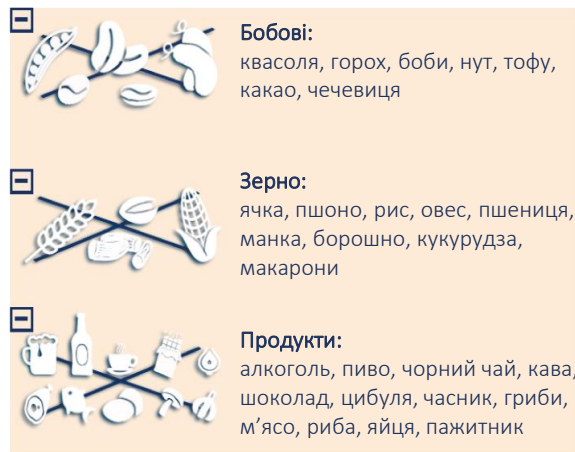 Бобові:
квасоля, горох, боби, нут, тофу,
какао, чечевиця
Зерно:
ячка, пшоно, рис, овес, пшениця,
манка, борошно, кукурудза,
макарони
Продукти:
алкоголь, пиво, чорний чай, кава,
шоколад, цибуля, часник, гриби,
м’ясо, риба, яйця, пажитник